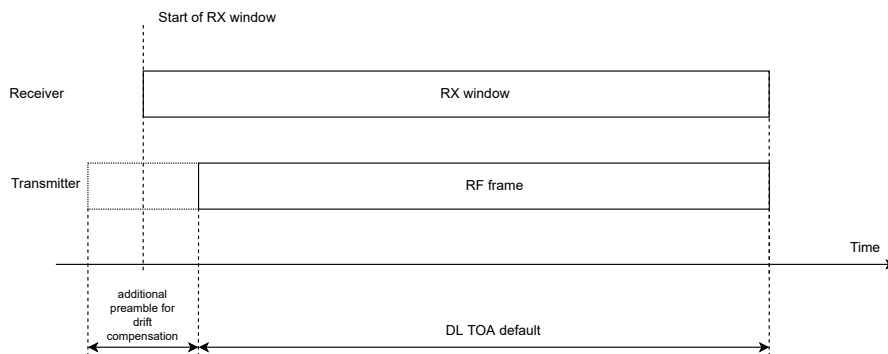 Start of RX window
Receiver
RX window
Transmitter
RF frame
Time
additional
preamble for
drift
compensation
DL TOA default